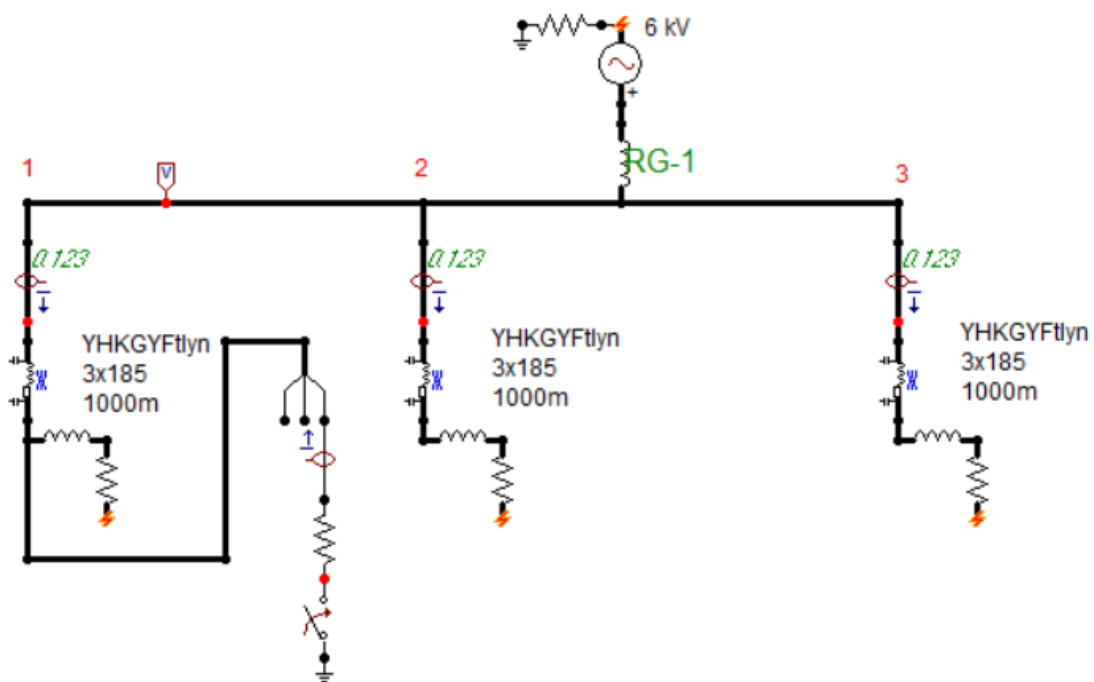 6 kV
+
RG-1
1
V
2
3
0.123
I
0.123
I
0.123
I
YHKGYFtlyn
3x185
1000m
YHKGYFtlyn
3x185
1000m
YHKGYFtlyn
3x185
1000m
I